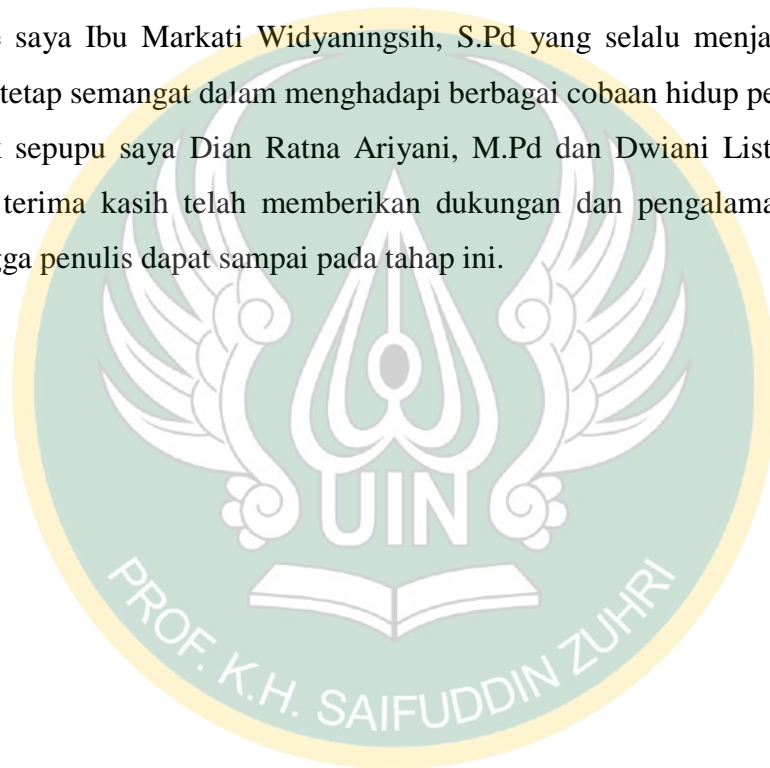 saya Ibu Markati Widyaningsih, S.Pd yang selalu menja
tetap semangat dalam menghadapi berbagai cobaan hidup pe
sepupu saya Dian Ratna Ariyani, M.Pd dan Dwiani List
terima kasih telah memberikan dukungan dan pengalama
gga penulis dapat sampai pada tahap ini.
UIN
PROF. K.H. SAIFUDDIN ZUHRI